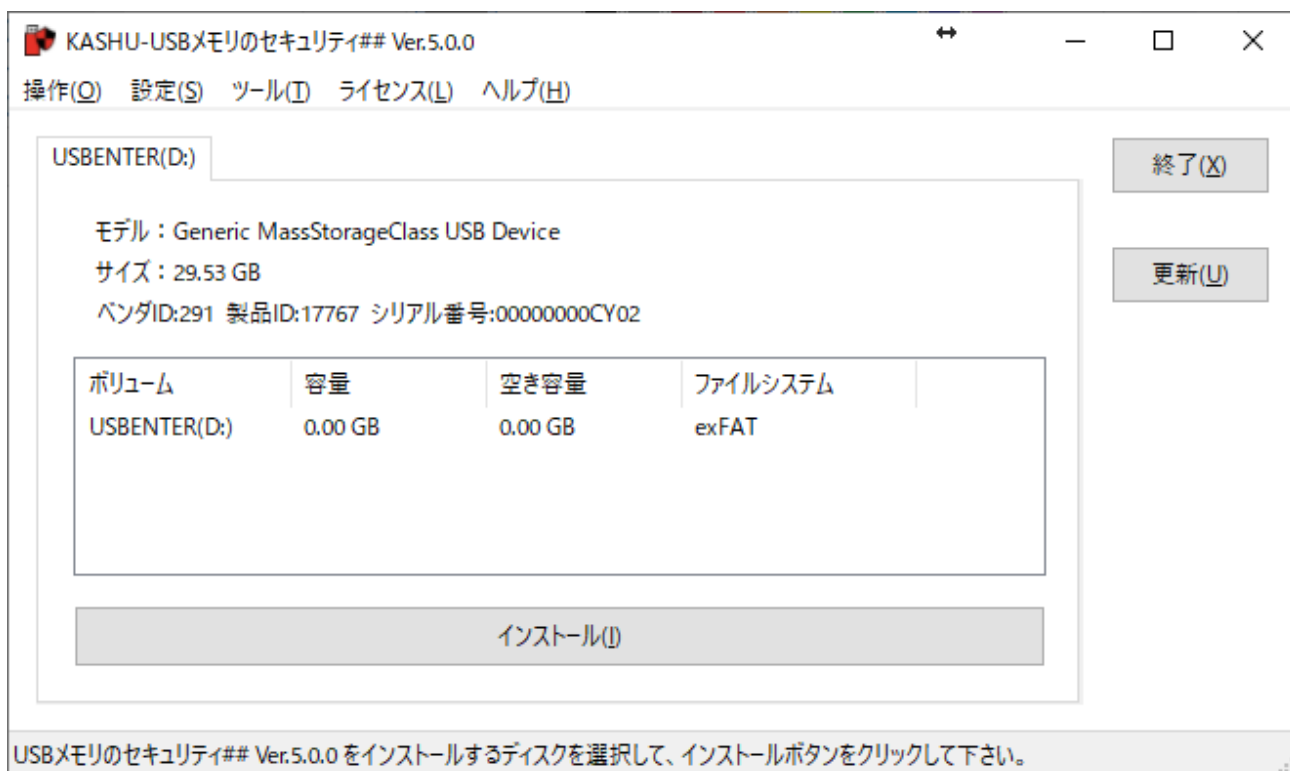 KASHU-USBメモリのセキュリティ## Ver.5.0.0
操作(O) 設定(S) ツール(T) ライセンス(L) ヘルプ(H)
USBENTER(D:)
終了(X)
モデル：Generic MassStorageClass USB Device
サイズ：29.53 GB
更新(U)
ベンダID:291 製品ID:17767 シリアル番号:00000000CY02
ボリューム 容量 空き容量 ファイルシステム
USBENTER(D:) 0.00 GB 0.00 GB exFAT
インストール(I)
USBメモリのセキュリティ## Ver.5.0.0 をインストールするディスクを選択して、インストールボタンをクリックして下さい。